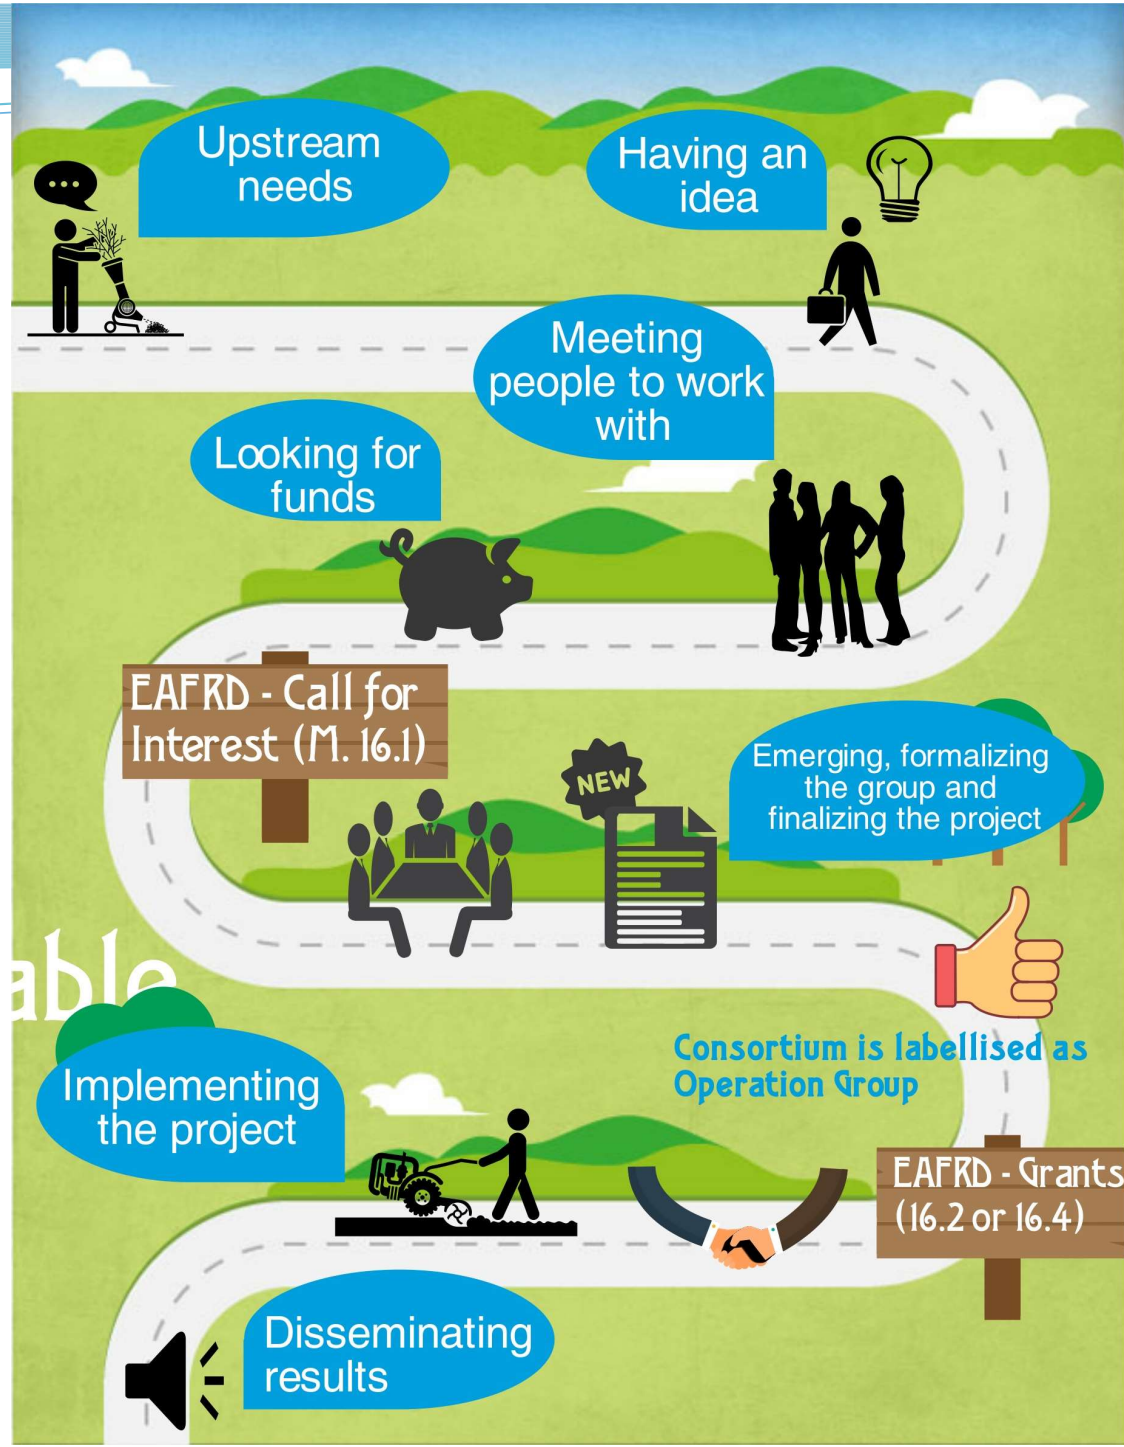 Upstream
needs
Having an
idea
Meeting
people to work
with
Looking for
funds
EAFRD - Call for
Interest (M. 16.1)
NEW
Emerging, formalizing
the group and
finalizing the project
able
Consortium is labellised as
Operation Group
Implementing
the project
EAFRD - Grants
(16.2 or 16.4)
Disseminating
results